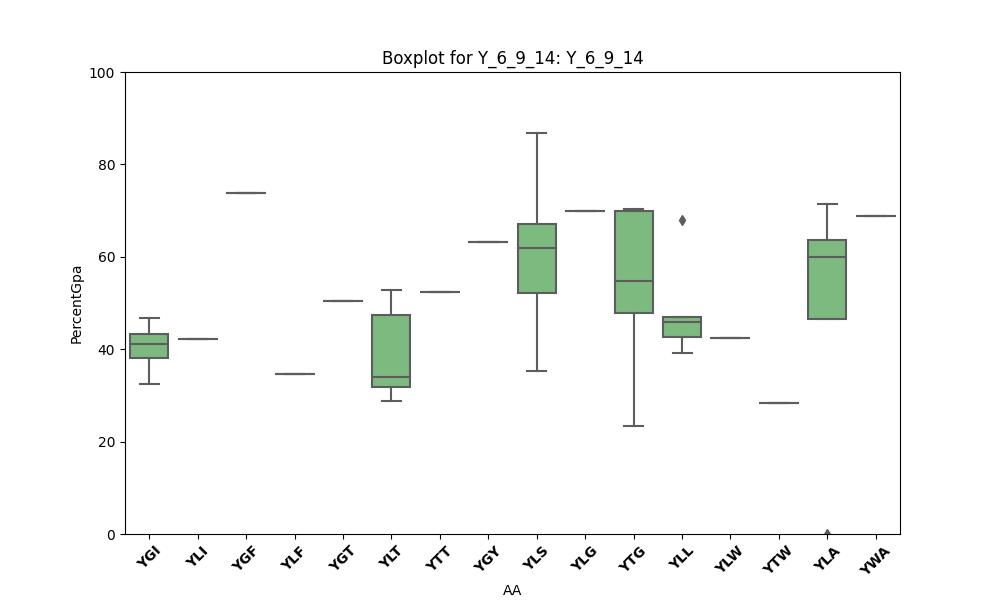 Boxplot for Y_6_9_14: Y_6_9_14
100
80
60
40
20
0
PercentGpa
YGI YLI YGF YLF YGT YLT YTT YGY YLS YLG YTG YLL YLW YTW YLA YWA
AA